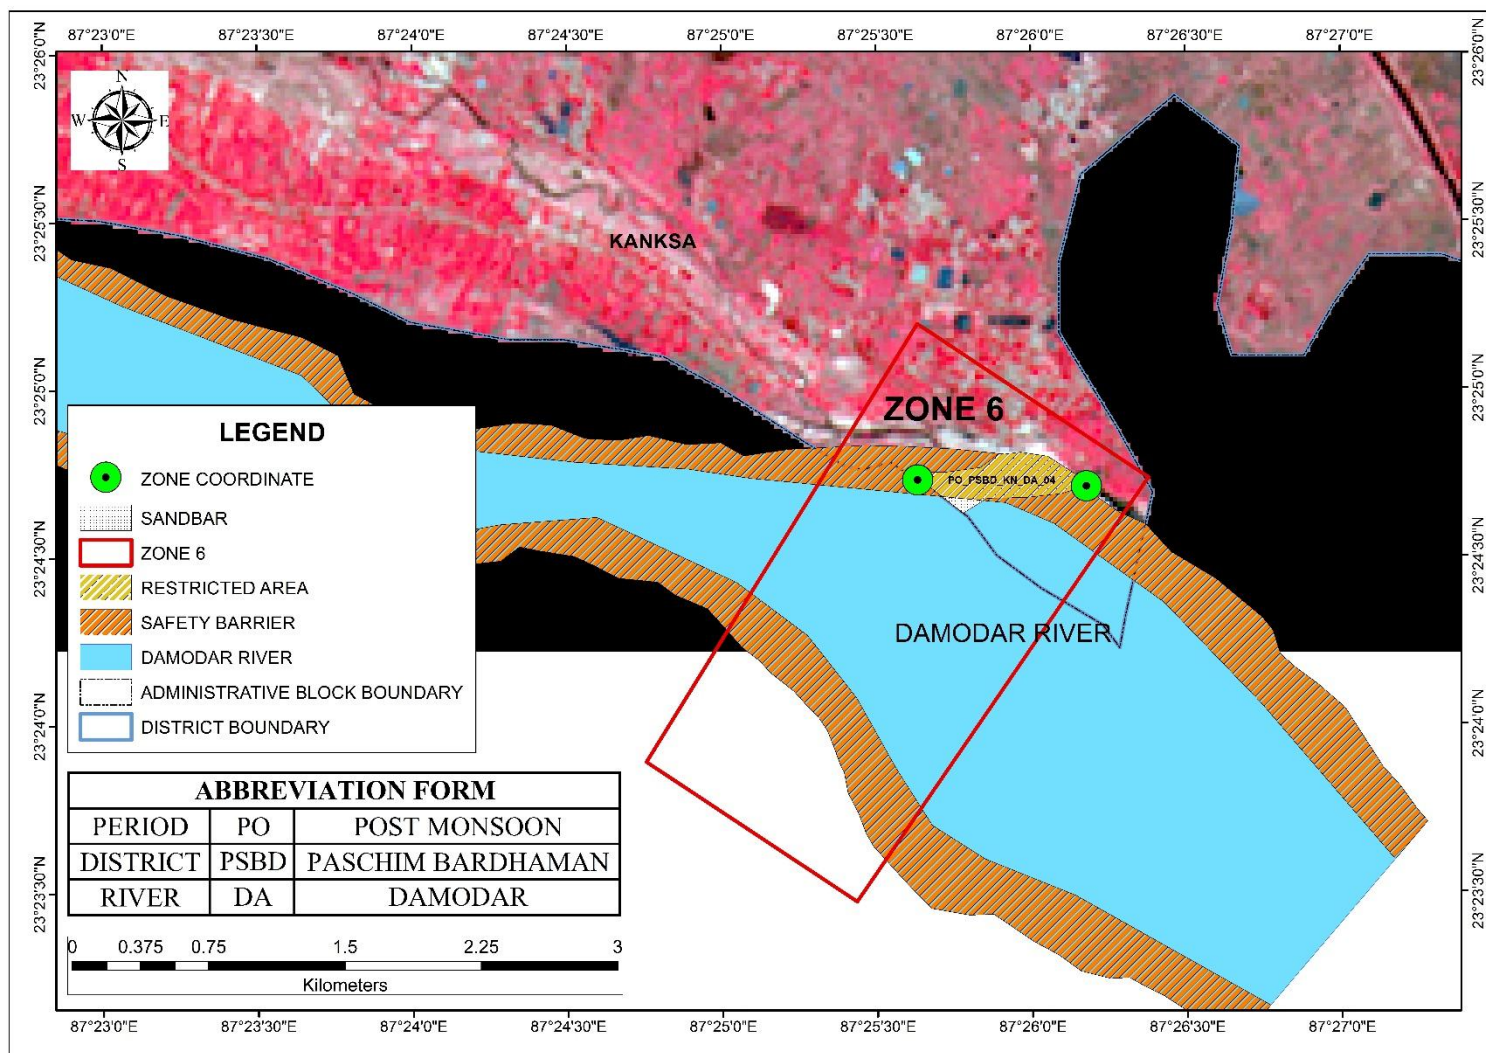 87°23'0"E 87°23'30"E 87°24'0"E 87°24'30"E 87°25'0"E 87°25'30"E 87°26'0"E 87°26'30"E 87°27'0"E
23°26'0"N 23°26'0"N
N
W E
S
23°25'30"N 23°25'30"N
KANKSA
23°25'0"N 23°25'0"N
ZONE 6
PO_PSBD_KN_DA_04
23°24'30"N 23°24'30"N
DAMODAR RIVER
23°24'0"N 23°24'0"N
23°23'30"N 23°23'30"N
LEGEND
ZONE COORDINATE
SANDBAR
ZONE 6
RESTRICTED AREA
SAFETY BARRIER
DAMODAR RIVER
ADMINISTRATIVE BLOCK BOUNDARY
DISTRICT BOUNDARY
ABBREVIATION FORM
PERIOD PO POST MONSOON
DISTRICT PSBD PASCHIM BARDHAMAN
RIVER DA DAMODAR
0 0.375 0.75 1.5 2.25 3
Kilometers
87°23'0"E 87°23'30"E 87°24'0"E 87°24'30"E 87°25'0"E 87°25'30"E 87°26'0"E 87°26'30"E 87°27'0"E